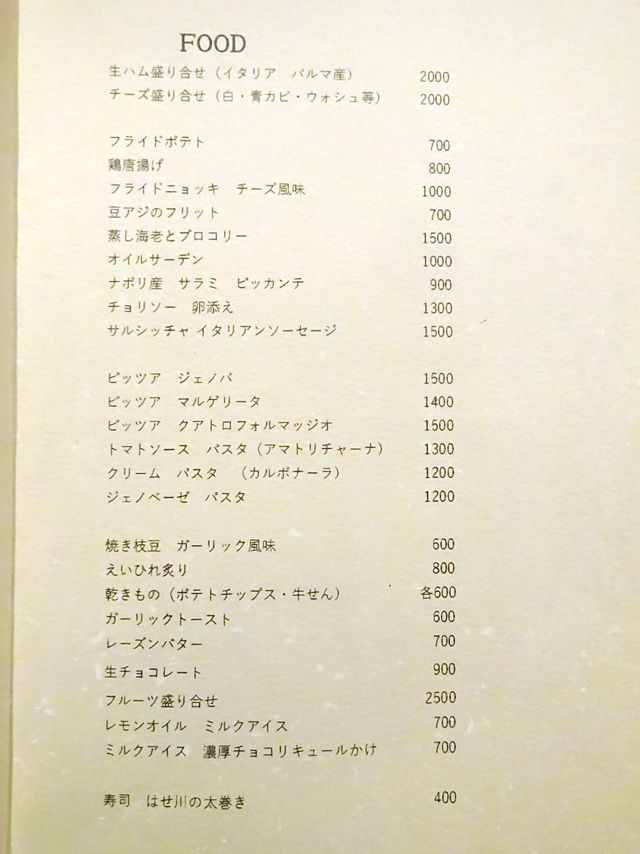 FOOD
生ハム盛り合せ（イタリア　パルマ産） 2000
チーズ盛り合せ（白・青カビ・ウォシュ等） 2000
フライドポテト 700
鶏唐揚げ 800
フライドニョッキ　チーズ風味 1000
豆アジのフリット 700
蒸し海老とブロコリー 1500
オイルサーデン 1000
ナポリ産　サラミ　ピッカンテ 900
チョリソー　卵添え 1300
サルシッチャ イタリアンソーセージ 1500
ピッツア　ジェノバ 1500
ピッツア　マルゲリータ 1400
ピッツア　クアトロフォルマッジオ 1500
トマトソース　パスタ（アマトリチャーナ） 1300
クリーム　パスタ　（カルボナーラ） 1200
ジェノベーゼ　パスタ 1200
焼き枝豆　ガーリック風味 600
えいひれ炙り 800
乾きもの（ポテトチップス・牛せん） 各600
ガーリックトースト 600
レーズンバター 700
生チョコレート 900
フルーツ盛り合せ 2500
レモンオイル　ミルクアイス 700
ミルクアイス　濃厚チョコリキュールかけ 700
寿司　はせ川の太巻き 400